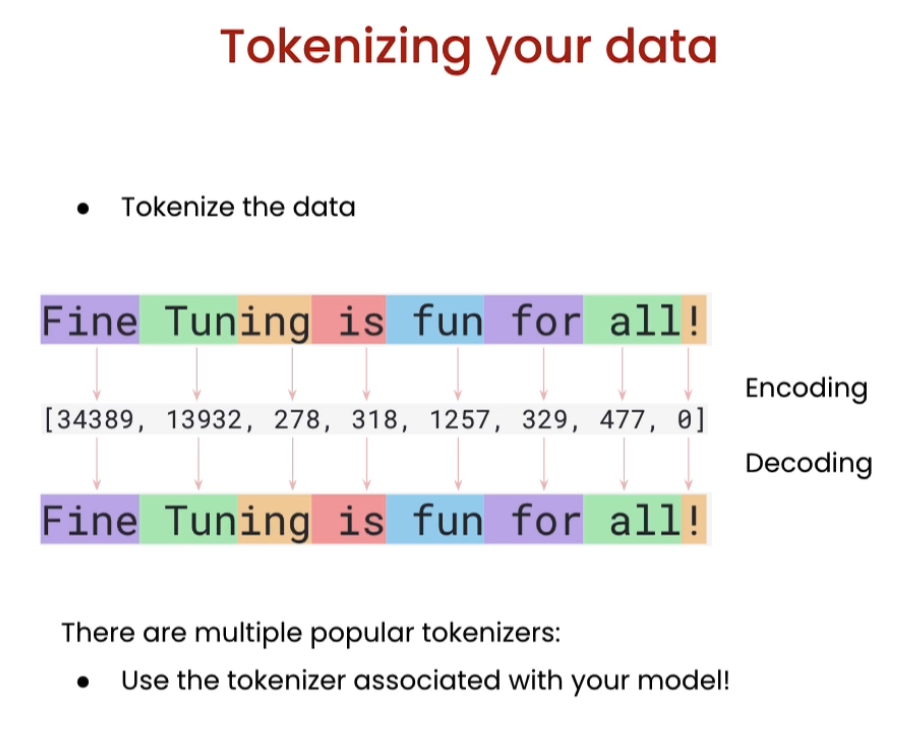 Tokenizing your data
● Tokenize the data
Fine Tuning is fun for all!
Encoding
[34389, 13932, 278, 318, 1257, 329, 477, 0]
Decoding
Fine Tuning is fun for all!
There are multiple popular tokenizers:
● Use the tokenizer associated with your model!